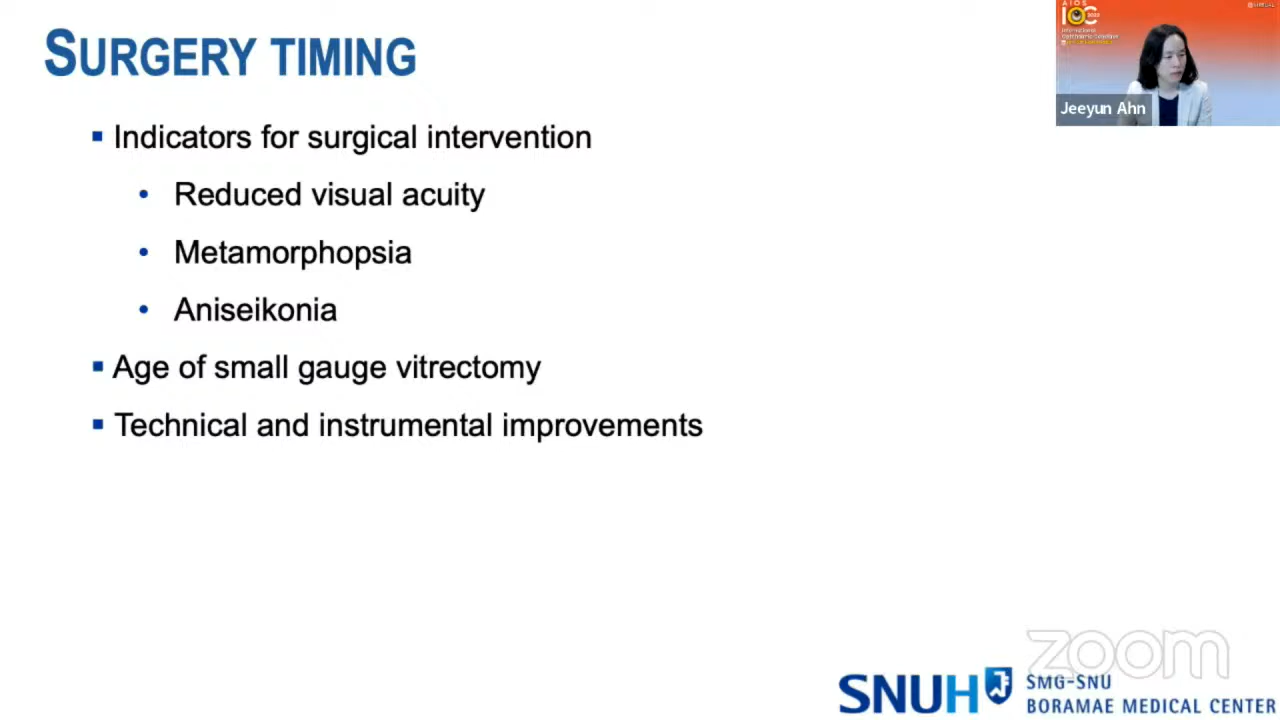 SURGERY TIMING
Indicators for surgical intervention
Reduced visual acuity
Metamorphopsia
Aniseikonia
Age of small gauge vitrectomy
Technical and instrumental improvements
AIOS
Jeeyun Ahn
zoom
SNUH
SMG-SNU
BORAMAE MEDICAL CENTER